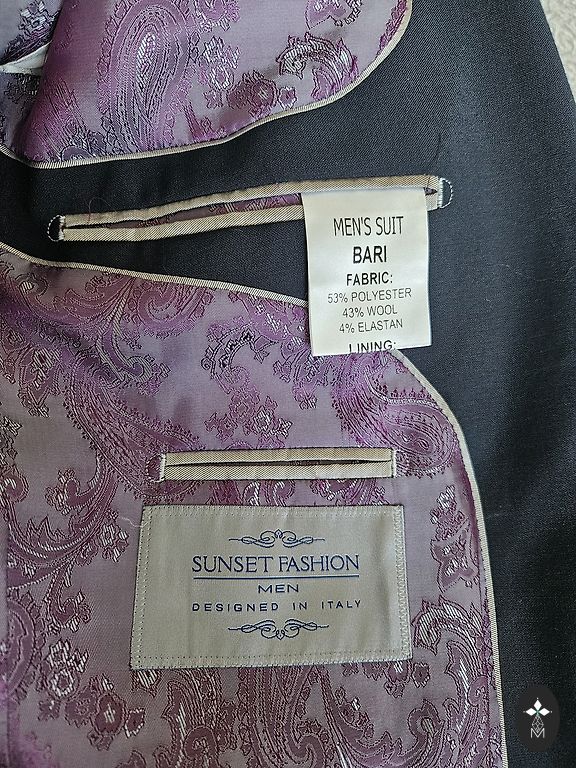 MEN'S SUIT
BARI
FABRIC:
53% POLYESTER
43% WOOL
4% ELASTAN
LINING:
SUNSET FASHION
MEN
DESIGNED IN ITALY
M